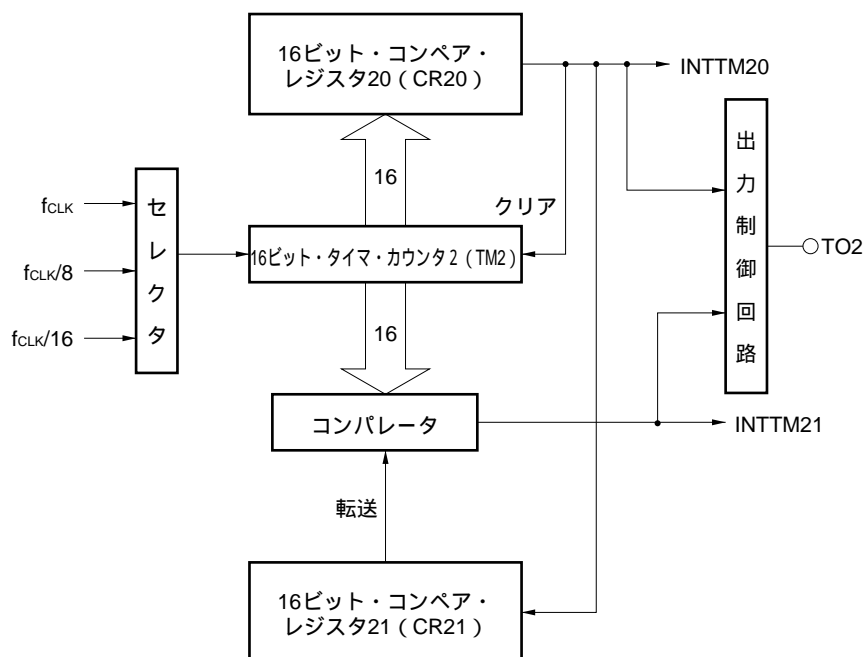 16ビット・コンペア・
レジスタ20（CR20）
INTTM20
16
クリア
出力制御回路
fCLK
fCLK/8
fCLK/16
セレクタ
16ビット・タイマ・カウンタ2（TM2）
TO2
16
コンパレータ
INTTM21
転送
16ビット・コンペア・
レジスタ21（CR21）